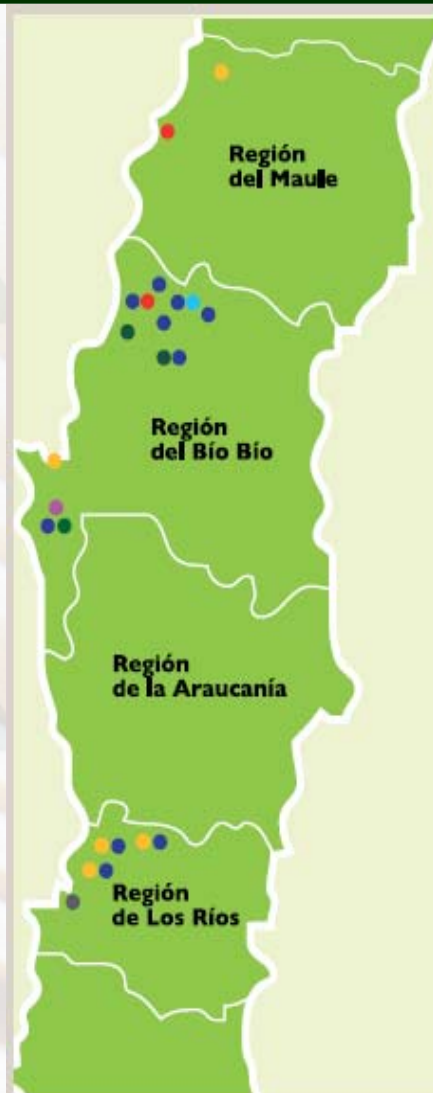 Región
del Maule
Región
del Bío Bío
Región
de la Araucanía
Región
de Los Ríos